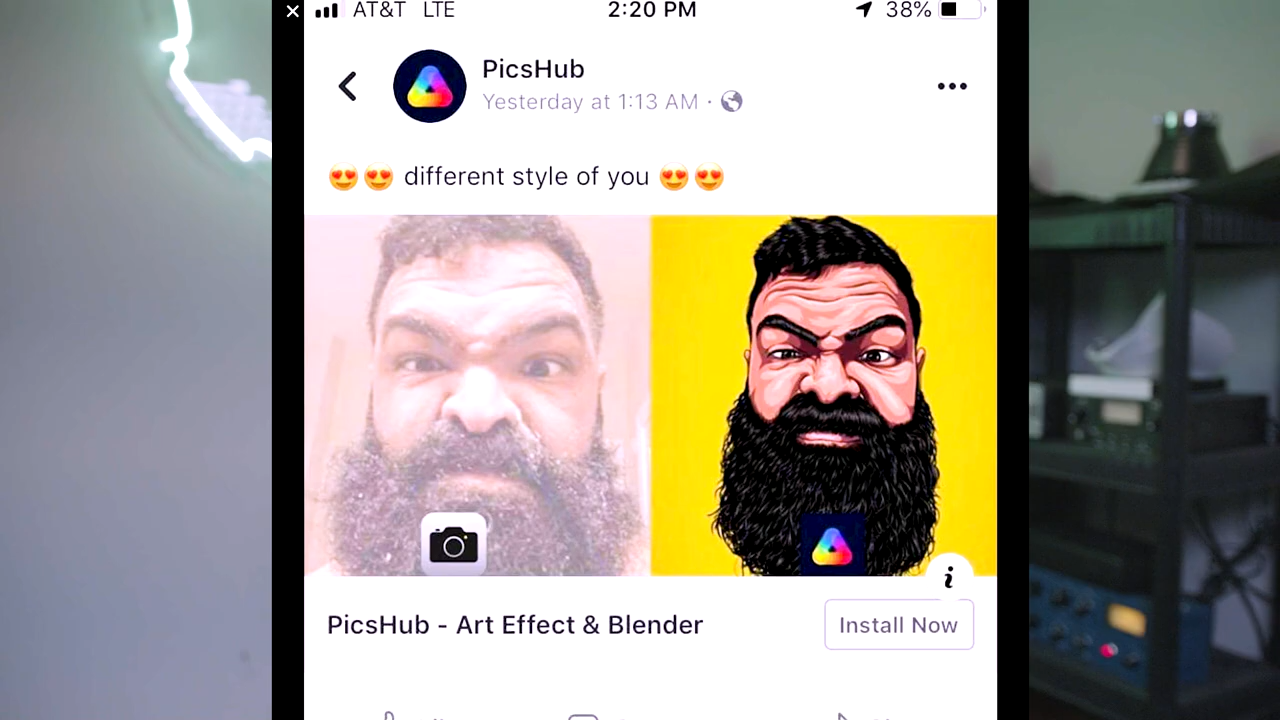 AT&T LTE 2:20 PM 38%
PicsHub
Yesterday at 1:13 AM ·
😍😍 different style of you 😍😍
i
PicsHub - Art Effect & Blender
Install Now